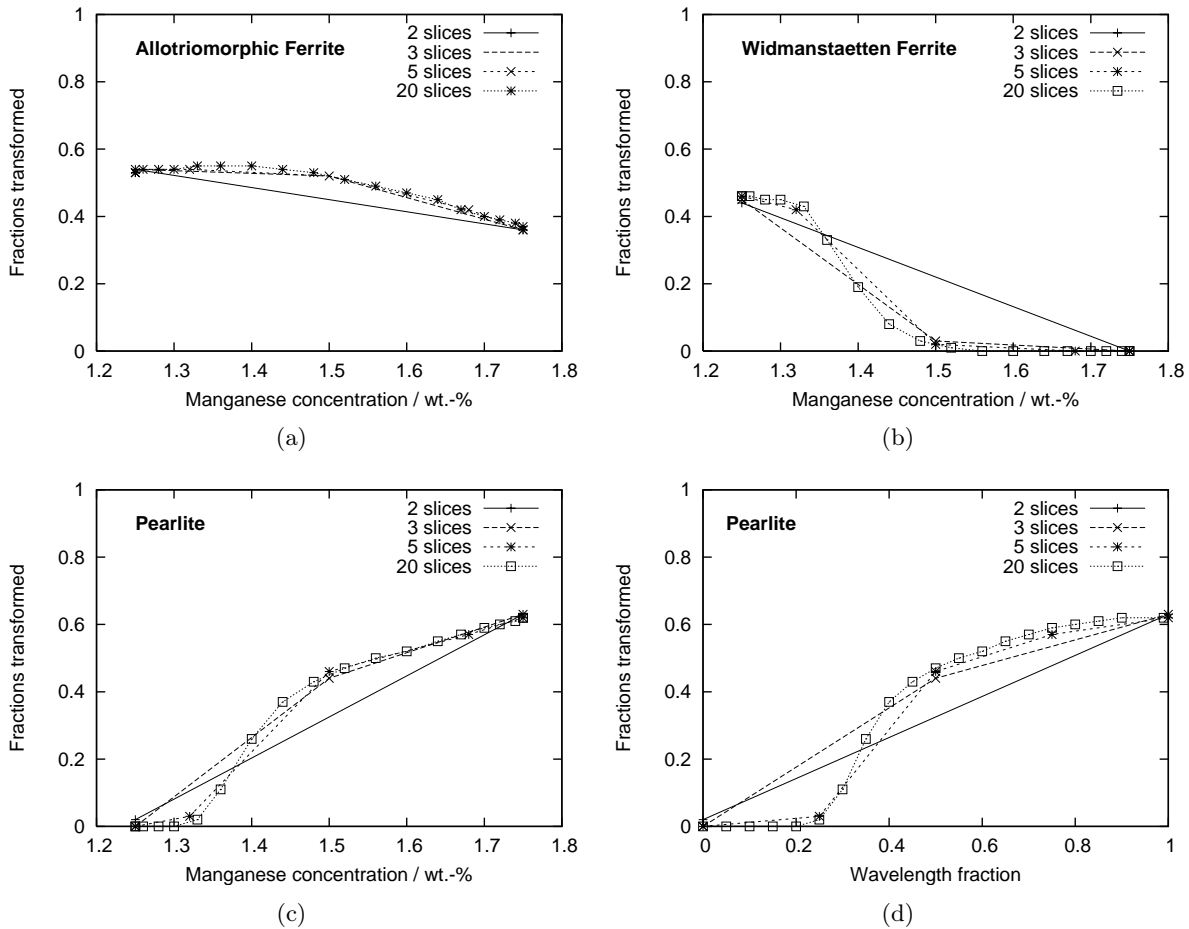 Allotriomorphic Ferrite
2 slices
3 slices
5 slices
20 slices
Fractions transformed
1
0.8
0.6
0.4
0.2
0
1.2 1.3 1.4 1.5 1.6 1.7 1.8
Manganese concentration / wt.-%
(a)
Widmanstaetten Ferrite
2 slices
3 slices
5 slices
20 slices
Fractions transformed
1
0.8
0.6
0.4
0.2
0
1.2 1.3 1.4 1.5 1.6 1.7 1.8
Manganese concentration / wt.-%
(b)
Pearlite
2 slices
3 slices
5 slices
20 slices
Fractions transformed
1
0.8
0.6
0.4
0.2
0
1.2 1.3 1.4 1.5 1.6 1.7 1.8
Manganese concentration / wt.-%
(c)
Pearlite
2 slices
3 slices
5 slices
20 slices
Fractions transformed
1
0.8
0.6
0.4
0.2
0
0 0.2 0.4 0.6 0.8 1
Wavelength fraction
(d)